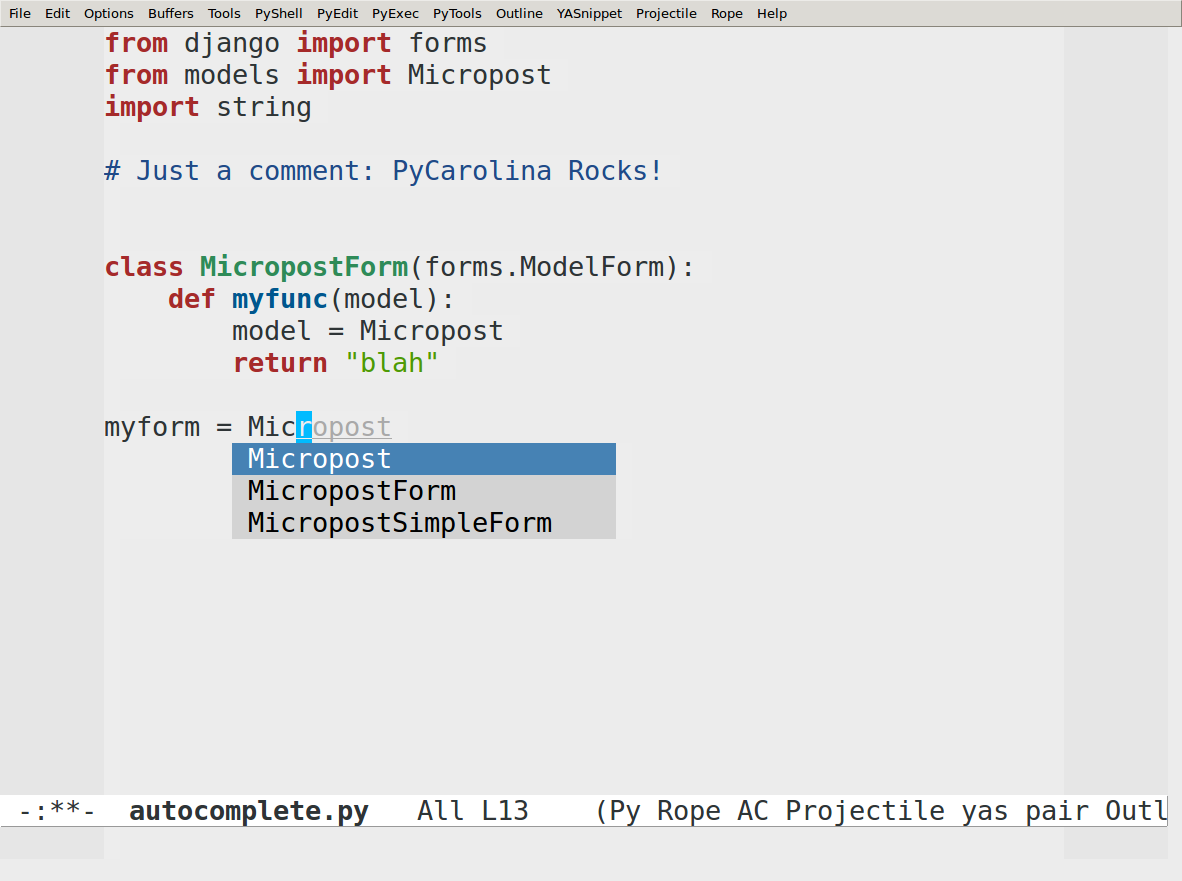 File Edit Options Buffers Tools PyShell PyEdit PyExec PyTools Outline YASnippet Projectile Rope Help
from django import forms
from models import Micropost
import string
# Just a comment: PyCarolina Rocks!
class MicropostForm(forms.ModelForm):
    def myfunc(model):
        model = Micropost
        return "blah"
myform = Micropost
Micropost
MicropostForm
MicropostSimpleForm
-:**-  autocomplete.py   All L13    (Py Rope AC Projectile yas pair Outl